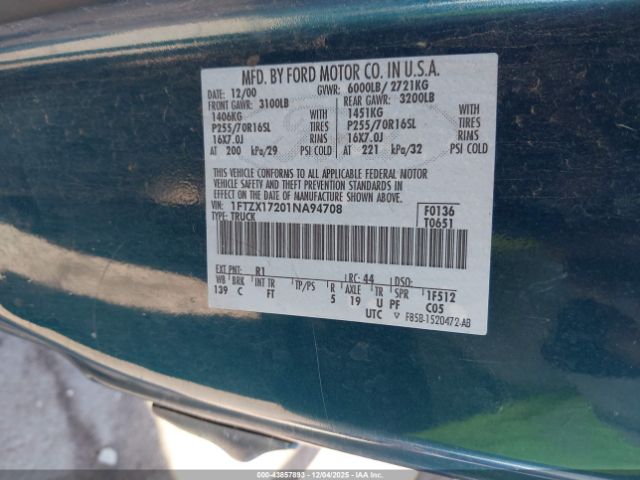 MFD. BY FORD MOTOR CO. IN U.S.A.
DATE: 12/00 GVWR: 6000LB/ 2721KG
FRONT GAWR: 3100LB REAR GAWR: 3200LB
1406KG WITH 1451KG WITH
P255/70R16SL TIRES P255/70R16SL TIRES
16X7.0J RIMS 16X7.0J RIMS
AT 200 kPa/29 PSI COLD AT 221 kPa/32 PSI COLD
THIS VEHICLE CONFORMS TO ALL APPLICABLE FEDERAL MOTOR
VEHICLE SAFETY AND THEFT PREVENTION STANDARDS IN
EFFECT ON THE DATE OF MANUFACTURE SHOWN ABOVE.
VIN: 1FTZX17201NA94708 F0136
TYPE: TRUCK T0651
EXT PNT: R1 RC: 44 DSO:
WB BRK INT TR TP/PS R AXLE TR SPR 1F512
139 C FT 5 19 U PF C05
UTC F85B-1520472-AB
00-43857893 - 12/04/2025 - IAA Inc.